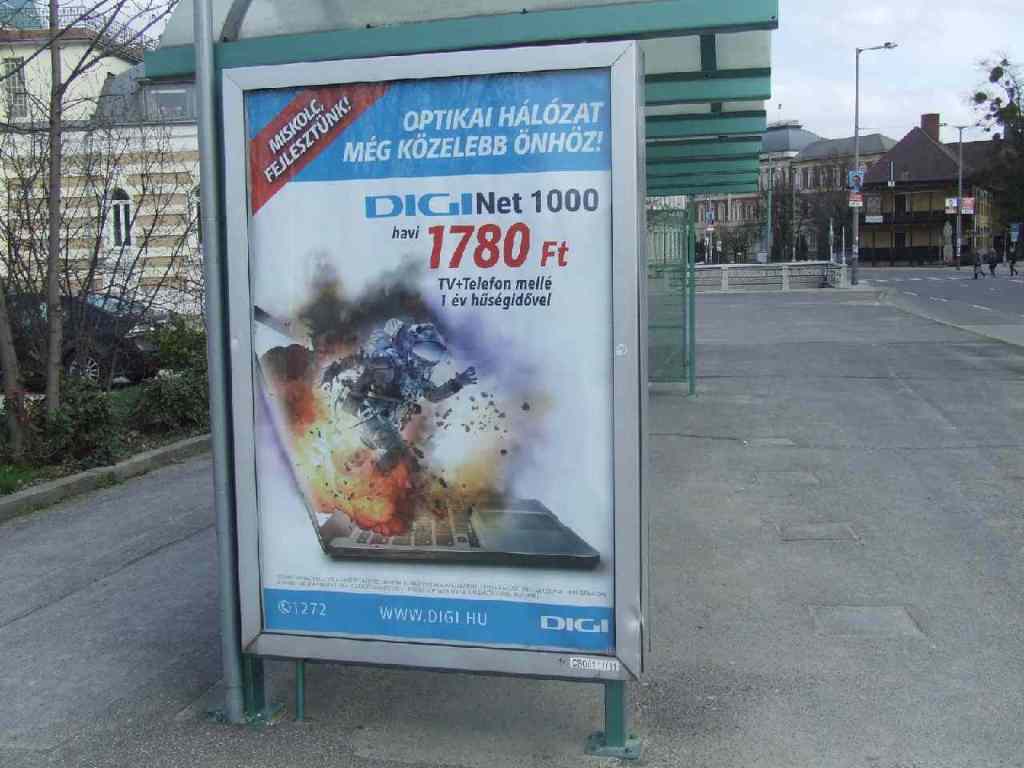 MISKOLC,
FEJLESZTÜNK!
OPTIKAI HÁLÓZAT
MÉG KÖZELEBB ÖNHÖZ!
DIGINet 1000
havi 1780 Ft
TV+Telefon mellé
1 év hűségidővel
1272 WWW.DIGI.HU DIGI